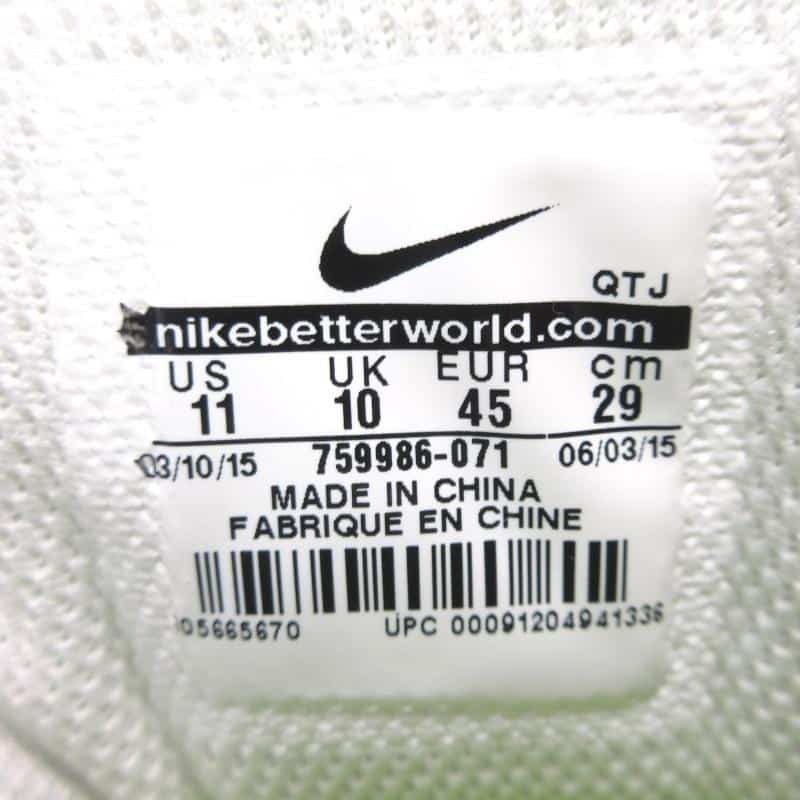 QTJ
nikebetterworld.com
US UK EUR cm
11 10 45 29
03/10/15 759986-071 06/03/15
MADE IN CHINA
FABRIQUE EN CHINE
05665670 UPC 00091204941336